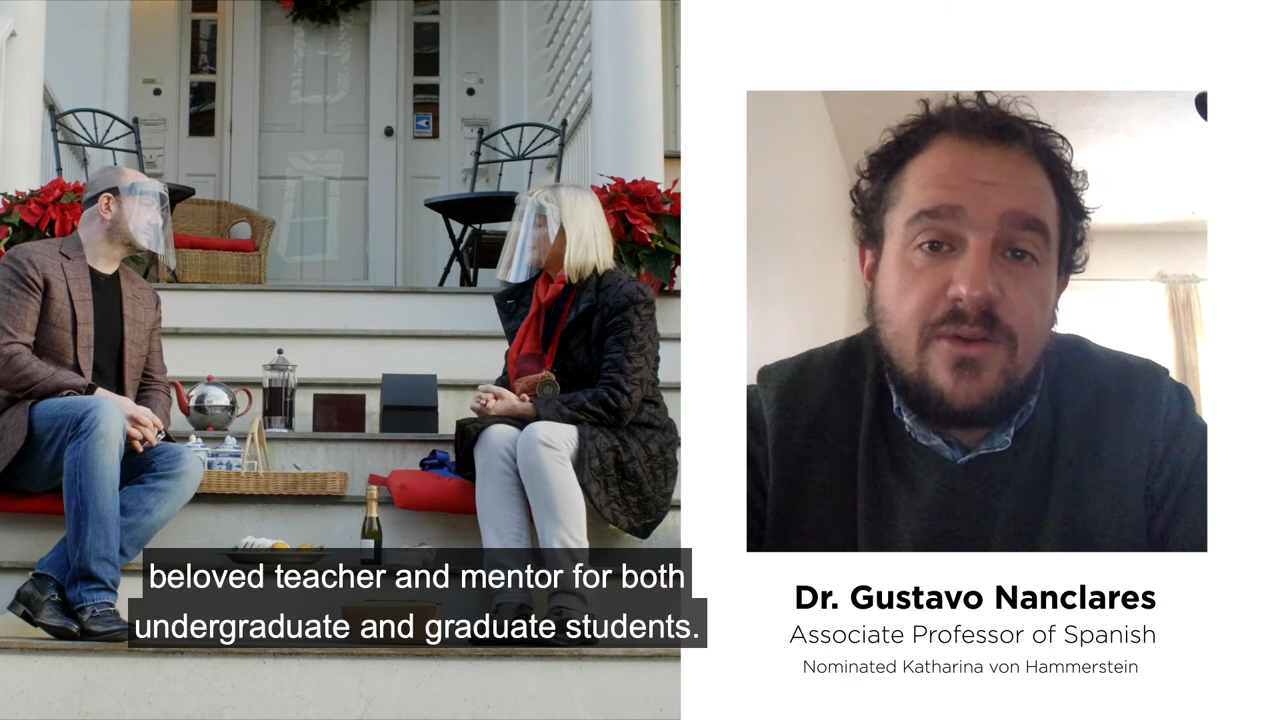 beloved teacher and mentor for both
undergraduate and graduate students.
Dr. Gustavo Nanclares
Associate Professor of Spanish
Nominated Katharina von Hammerstein